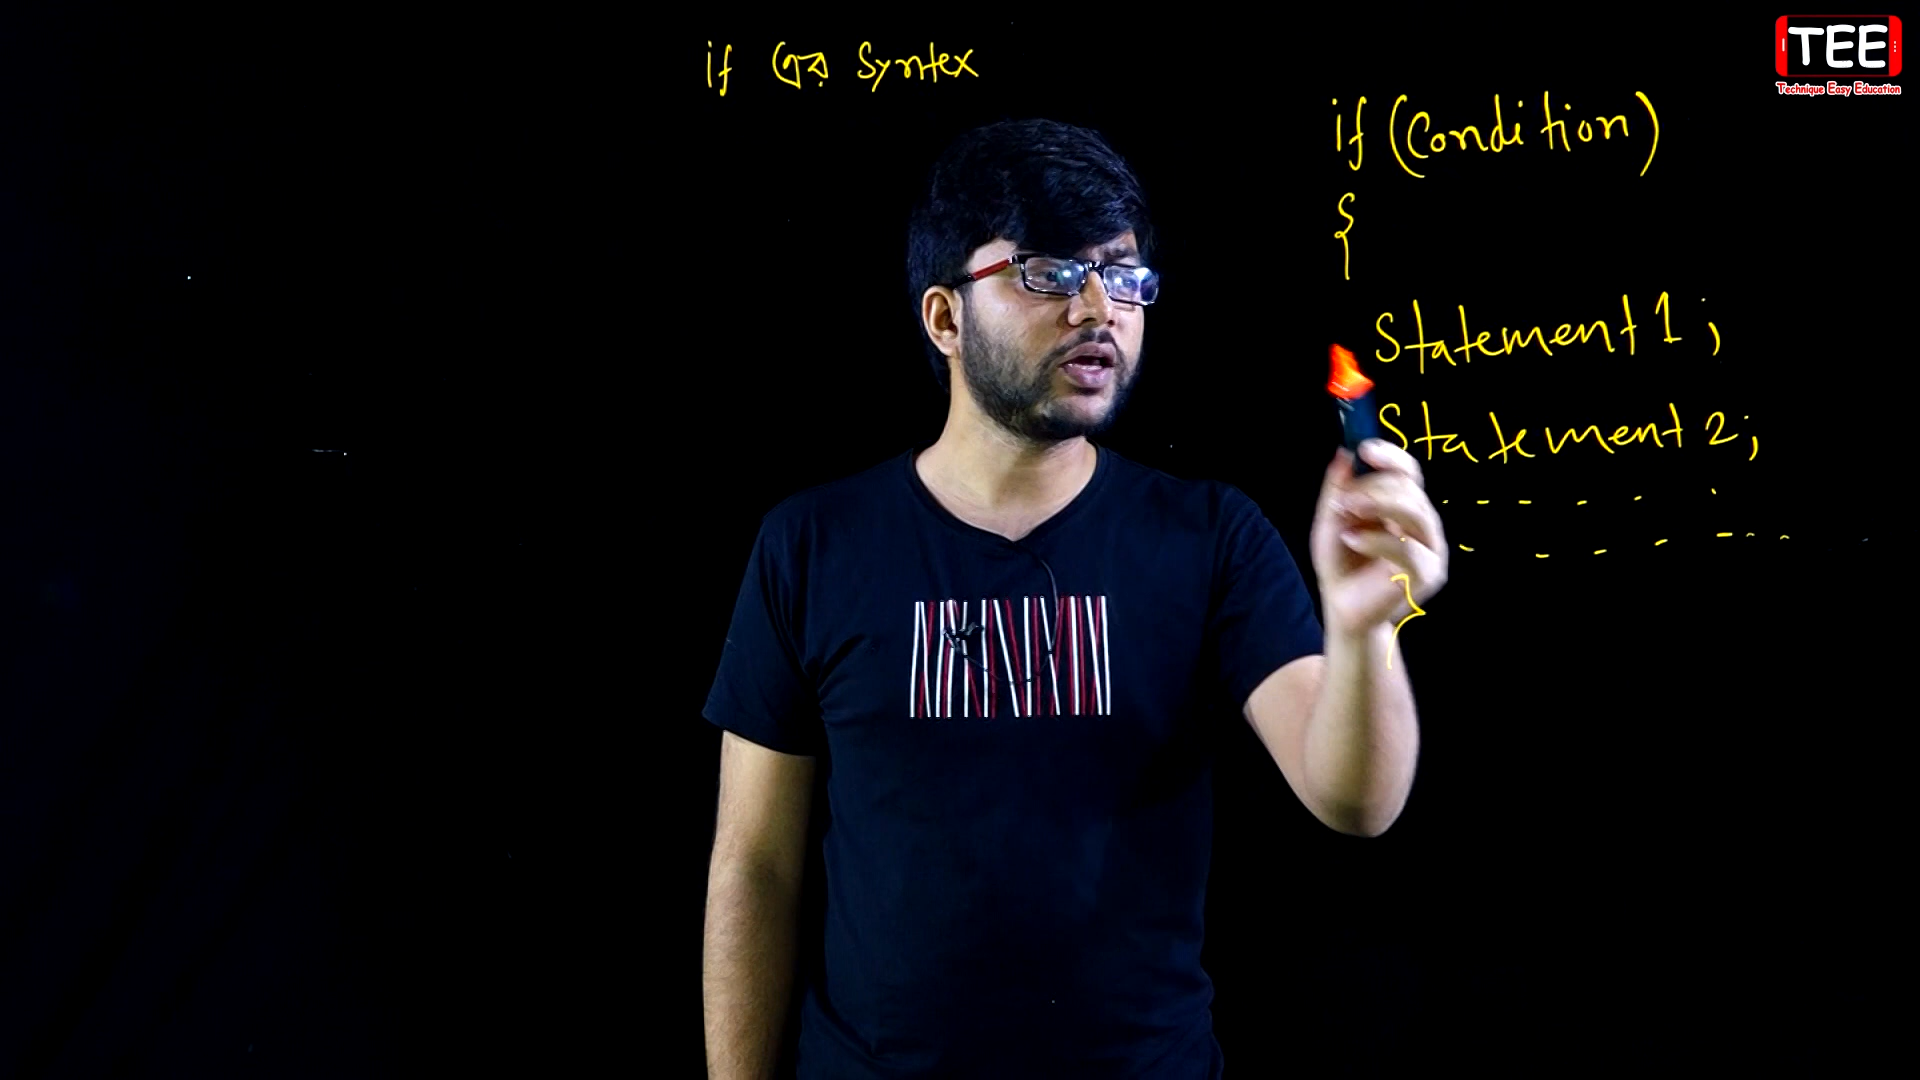 if এর Syntex
TEE
Technique Easy Education
if (Condition)
{
Statement 1;
Statement 2;
}